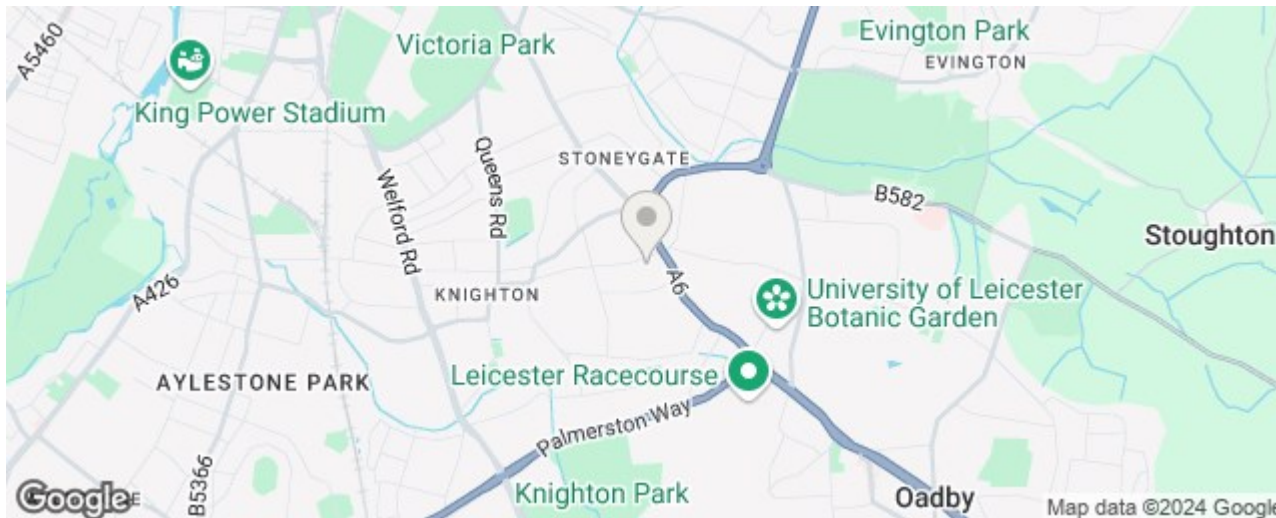 A5460
Victoria Park
Evington Park
EVINGTON
King Power Stadium
STONEYGATE
Queens Rd
Welford Rd
B582
Stoughton
A426
KNIGHTON
A6
University of Leicester
Botanic Garden
AYLESTONE PARK
Leicester Racecourse
Palmerston Way
B5366
Knighton Park
Oadby
Google
Map data ©2024 Google